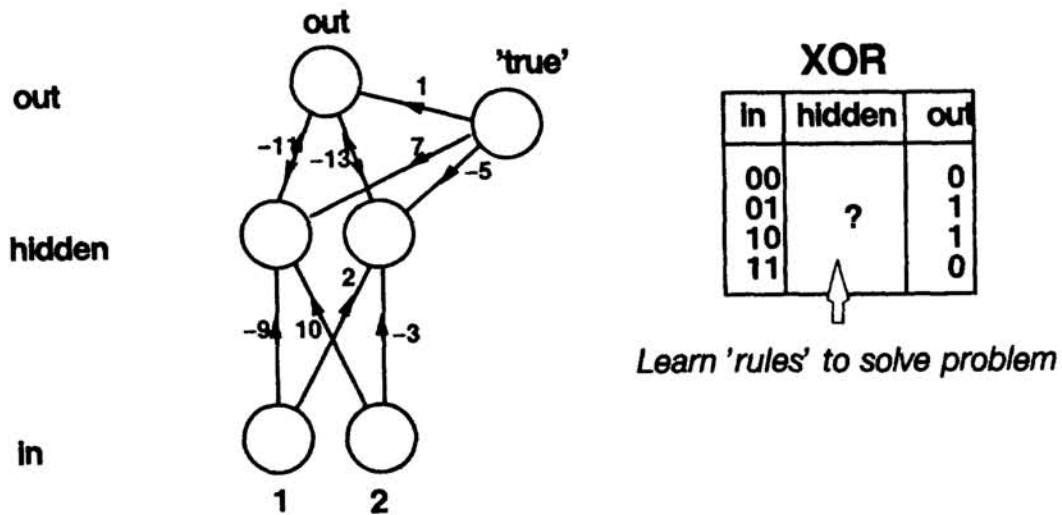 out
'true'
out
1
-11
-13
7
-5
hidden
2
-9
10
-3
in
1
2
XOR
in hidden out
00 0
01 1
?
10 1
11 0
Learn 'rules' to solve problem